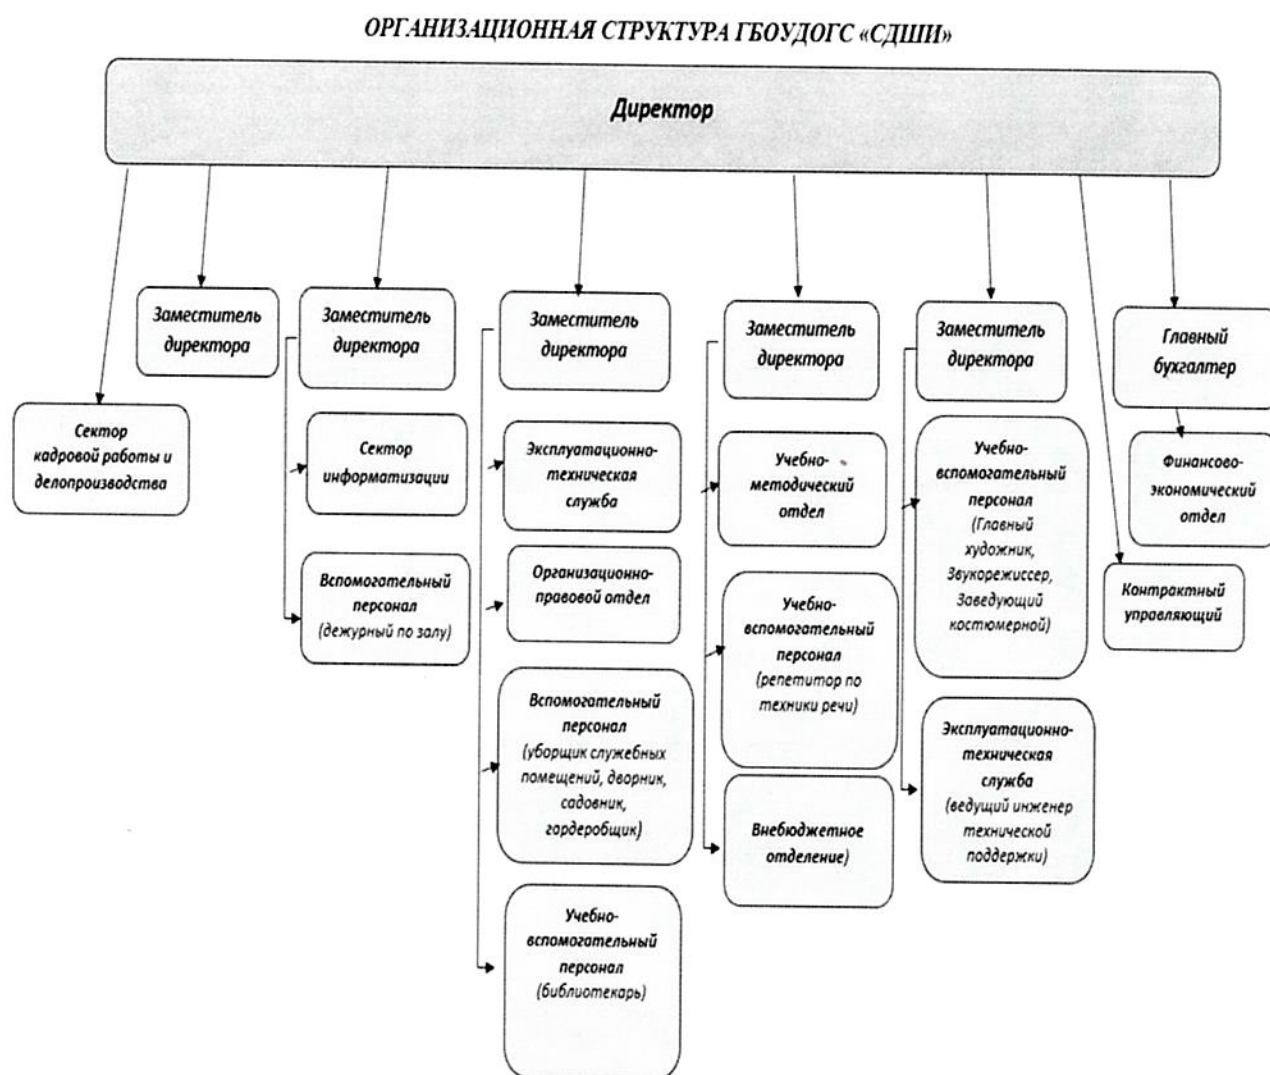 ОРГАНИЗАЦИОННАЯ СТРУКТУРА ГБОУДОГС «СДШИ»
Директор
Заместитель
директора
Заместитель
директора
Заместитель
директора
Заместитель
директора
Заместитель
директора
Главный
бухгалтер
Сектор
кадровой работы и
делопроизводства
Сектор
информатизации
Вспомогательный
персонал
(дежурный по залу)
Эксплуатационно-
техническая
служба
Организационно-
правовой отдел
Вспомогательный
персонал
(уборщик служебных
помещений, дворник,
садовник,
гардеробщик)
Учебно-
вспомогательный
персонал
(библиотекарь)
Учебно-
методический
отдел
Учебно-
вспомогательный
персонал
(репетитор по
техники речи)
Внебюджетное
отделение)
Учебно-
вспомогательный
персонал
(Главный
художник,
Звукорежиссер,
Заведующий
костюмерной)
Эксплуатационно-
техническая
служба
(ведущий инженер
технической
поддержки)
Финансово-
экономический
отдел
Контрактный
управляющий